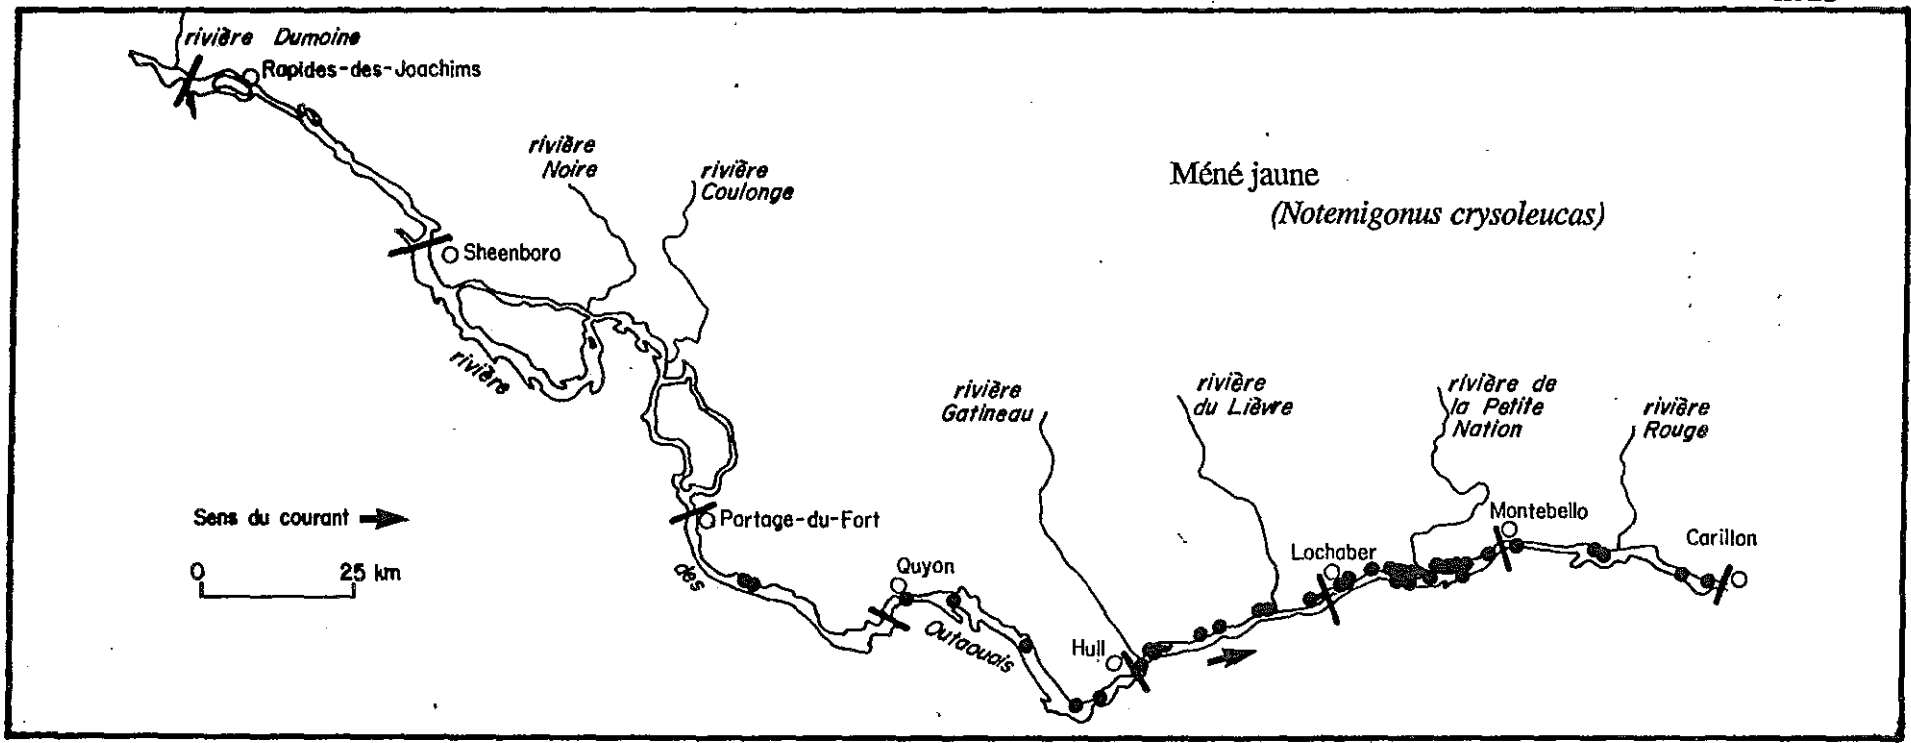 rivière Dumoine
Rapides-des-Joachims
rivière
Noire
rivière
Coulonge
Méné jaune
(Notemigonus crysoleucas)
Sheenboro
rivière
rivière
Gatineau
rivière
du Lièvre
rivière de
la Petite
Nation
rivière
Rouge
Sens du courant
Portage-du-Fort
Montebello
Carillon
Lochaber
Quyon
0 25 km
des
Outaouais
Hull